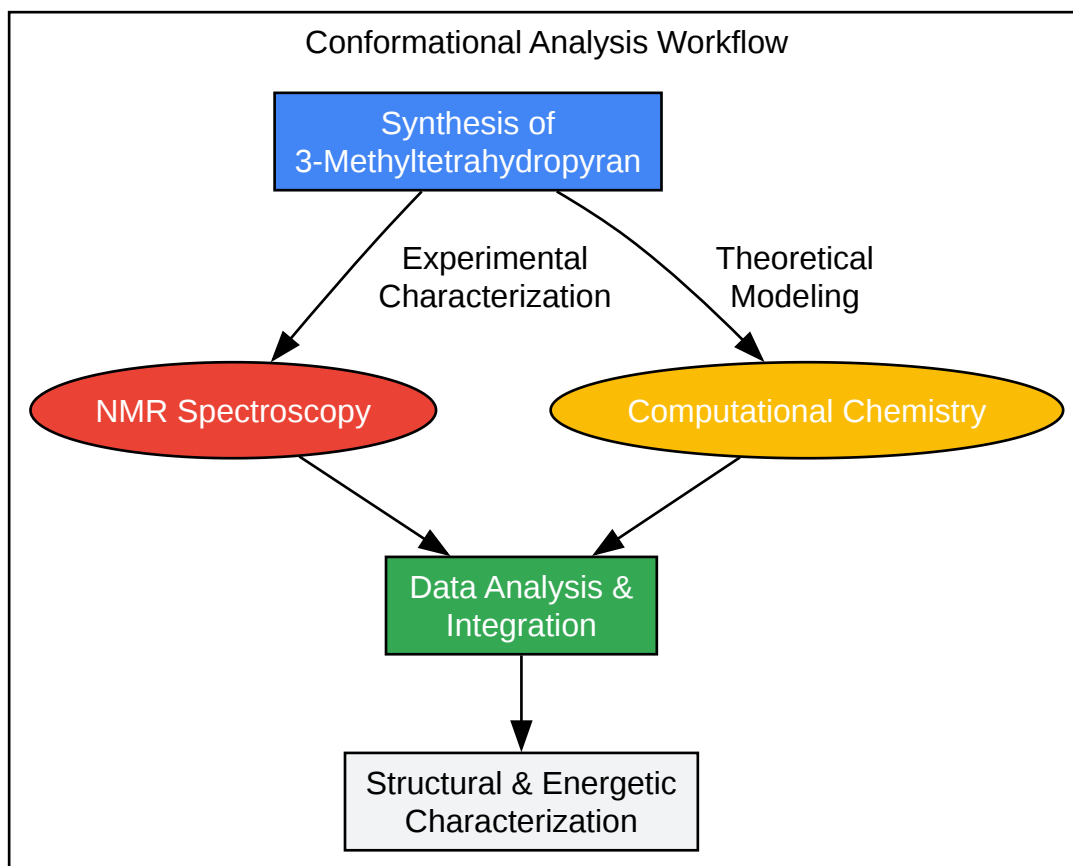 Conformational Analysis Workflow
Synthesis of
3-Methyltetrahydropyran
Experimental
Characterization
Theoretical
Modeling
NMR Spectroscopy
Computational Chemistry
Data Analysis &
Integration
Structural & Energetic
Characterization